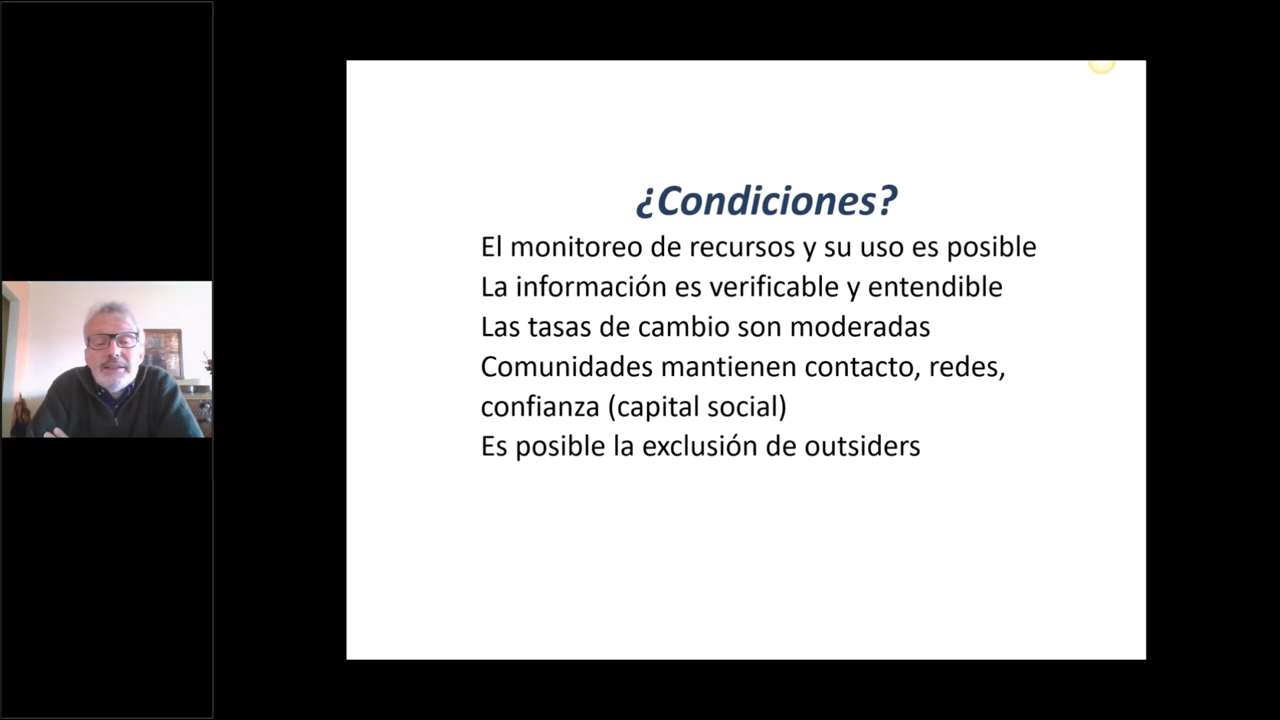 ¿Condiciones?
El monitoreo de recursos y su uso es posible
La información es verificable y entendible
Las tasas de cambio son moderadas
Comunidades mantienen contacto, redes,
confianza (capital social)
Es posible la exclusión de outsiders